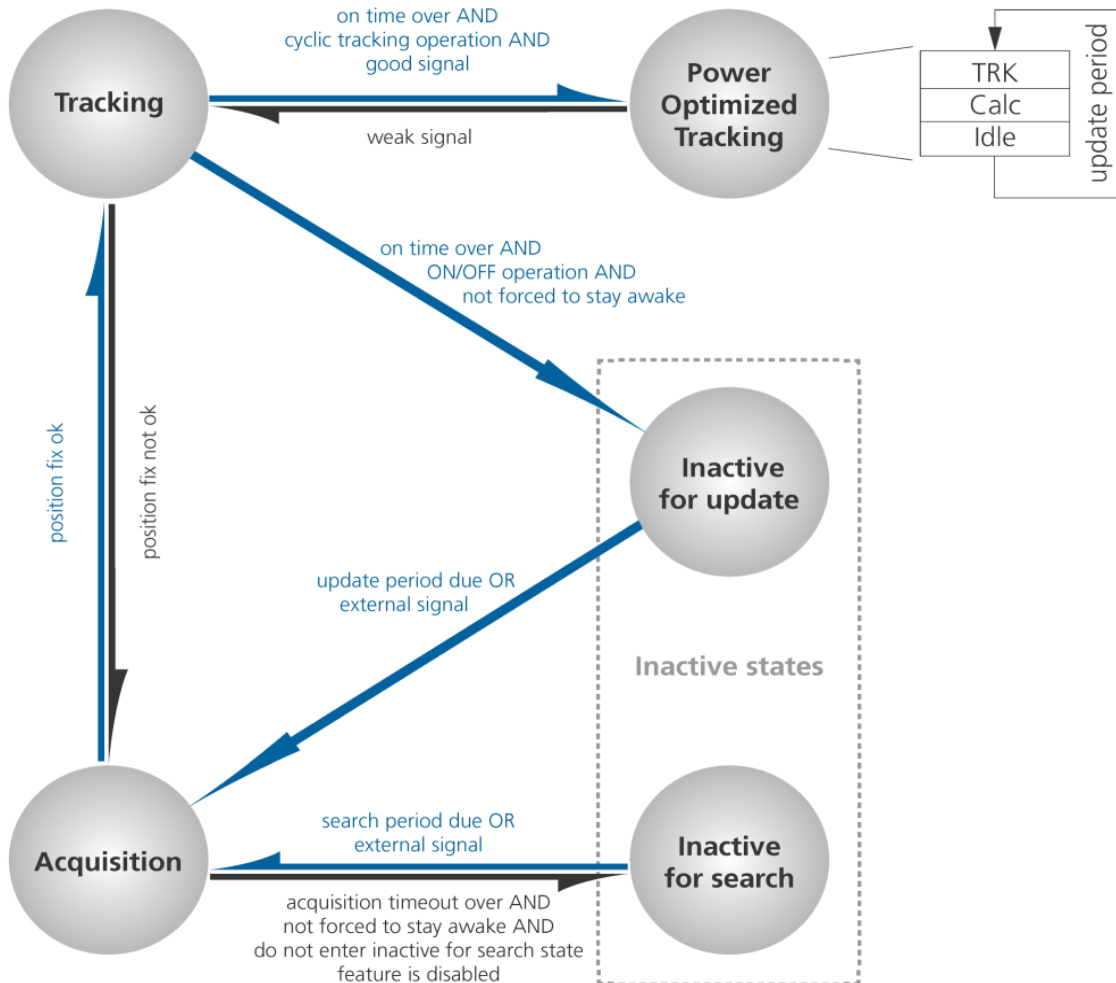 on time over AND
cyclic tracking operation AND
good signal
Tracking
Power
Optimized
Tracking
weak signal
TRK
Calc
Idle
update period
on time over AND
ON/OFF operation AND
not forced to stay awake
position fix ok
position fix not ok
Inactive
for update
update period due OR
external signal
Inactive states
search period due OR
external signal
Acquisition
Inactive
for search
acquisition timeout over AND
not forced to stay awake AND
do not enter inactive for search state
feature is disabled